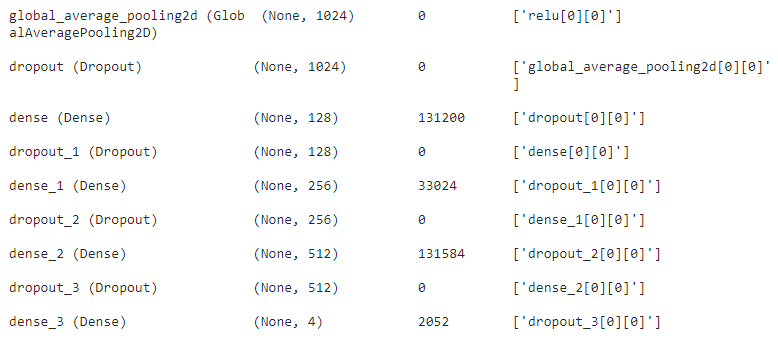 global_average_pooling2d (Glob  (None, 1024)        0           ['relu[0][0]']
alAveragePooling2D)
dropout (Dropout)               (None, 1024)        0           ['global_average_pooling2d[0][0]'
]
dense (Dense)                   (None, 128)         131200      ['dropout[0][0]']
dropout_1 (Dropout)             (None, 128)         0           ['dense[0][0]']
dense_1 (Dense)                 (None, 256)         33024       ['dropout_1[0][0]']
dropout_2 (Dropout)             (None, 256)         0           ['dense_1[0][0]']
dense_2 (Dense)                 (None, 512)         131584      ['dropout_2[0][0]']
dropout_3 (Dropout)             (None, 512)         0           ['dense_2[0][0]']
dense_3 (Dense)                 (None, 4)           2052        ['dropout_3[0][0]']